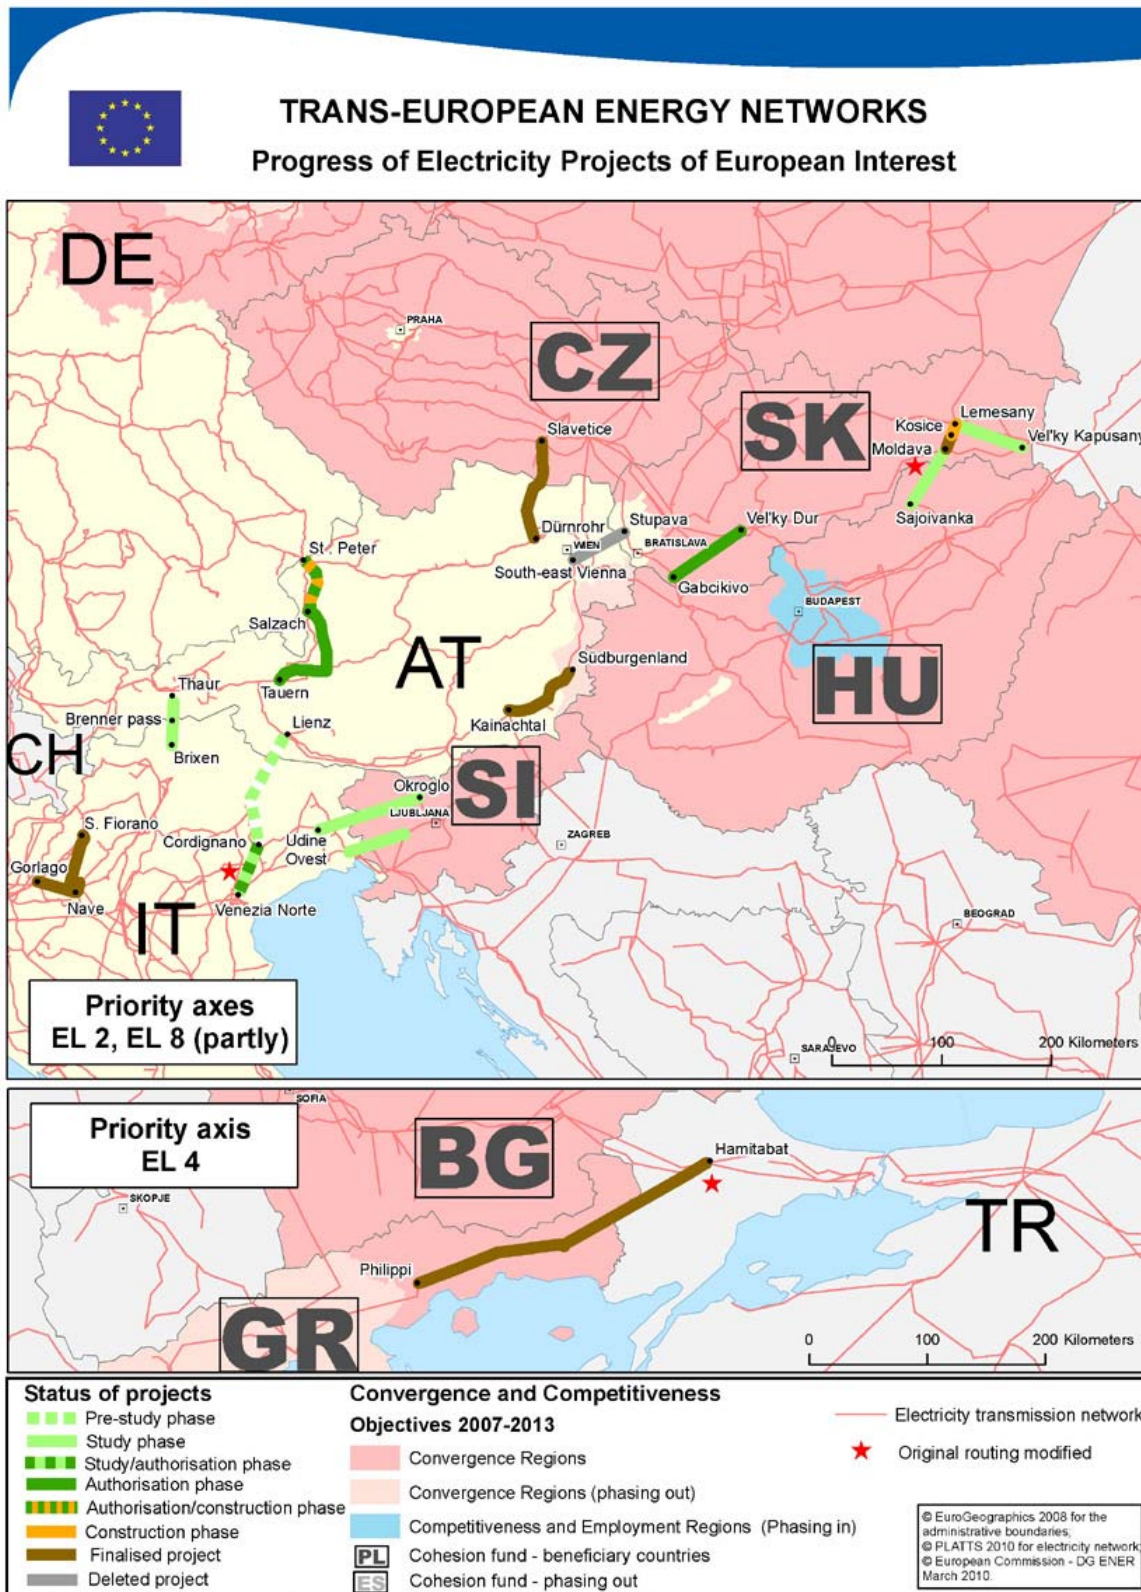 TRANS-EUROPEAN ENERGY NETWORKS
Progress of Electricity Projects of European Interest
DE
PRAHA
CZ
Slavetice
SK
Lemesany
Kosice
Vel'ky Kapusany
Moldava
Sajoivanka
Dürnrohr
Stupava
Vel'ky Dur
WIEN
BRATISLAVA
South-east Vienna
Gabcikivo
St . Peter
Salzach
BUDAPEST
AT
Südburgenland
HU
Thaur
Tauern
Brenner pass
Lienz
Kainachtal
CH
Brixen
SI
Okroglo
LJUBLJANA
S. Fiorano
Cordignano
Udine
Ovest
ZAGREB
Gorlago
Nave
Venezia Norte
IT
BEOGRAD
Priority axes
EL 2, EL 8 (partly)
SARAJEVO
0 100 200 Kilometers
SOFIA
Priority axis
EL 4
BG
Hamitabat
SKOPJE
TR
Philippi
GR
0 100 200 Kilometers
Status of projects
Pre-study phase
Study phase
Study/authorisation phase
Authorisation phase
Authorisation/construction phase
Construction phase
Finalised project
Deleted project
Convergence and Competitiveness
Objectives 2007-2013
Convergence Regions
Convergence Regions (phasing out)
Competitiveness and Employment Regions (Phasing in)
PL Cohesion fund - beneficiary countries
ES Cohesion fund - phasing out
Electricity transmission network
Original routing modified
© EuroGeographics 2008 for the
administrative boundaries;
© PLATTS 2010 for electricity network;
© European Commission - DG ENER
March 2010.